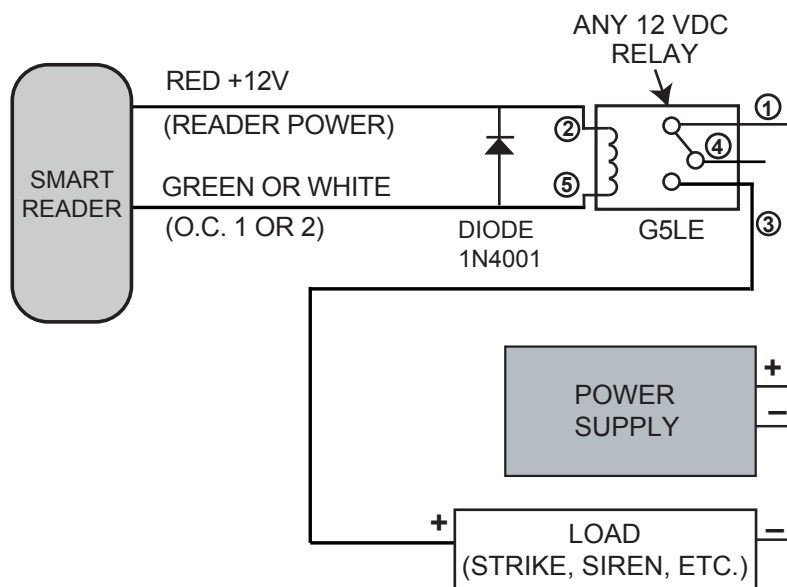 ANY 12 VDC
RELAY
RED +12V
(READER POWER)
SMART
READER
GREEN OR WHITE
(O.C. 1 OR 2)
DIODE
1N4001
2
5
1
4
3
G5LE
POWER
SUPPLY
+
−
+
LOAD
(STRIKE, SIREN, ETC.)
−